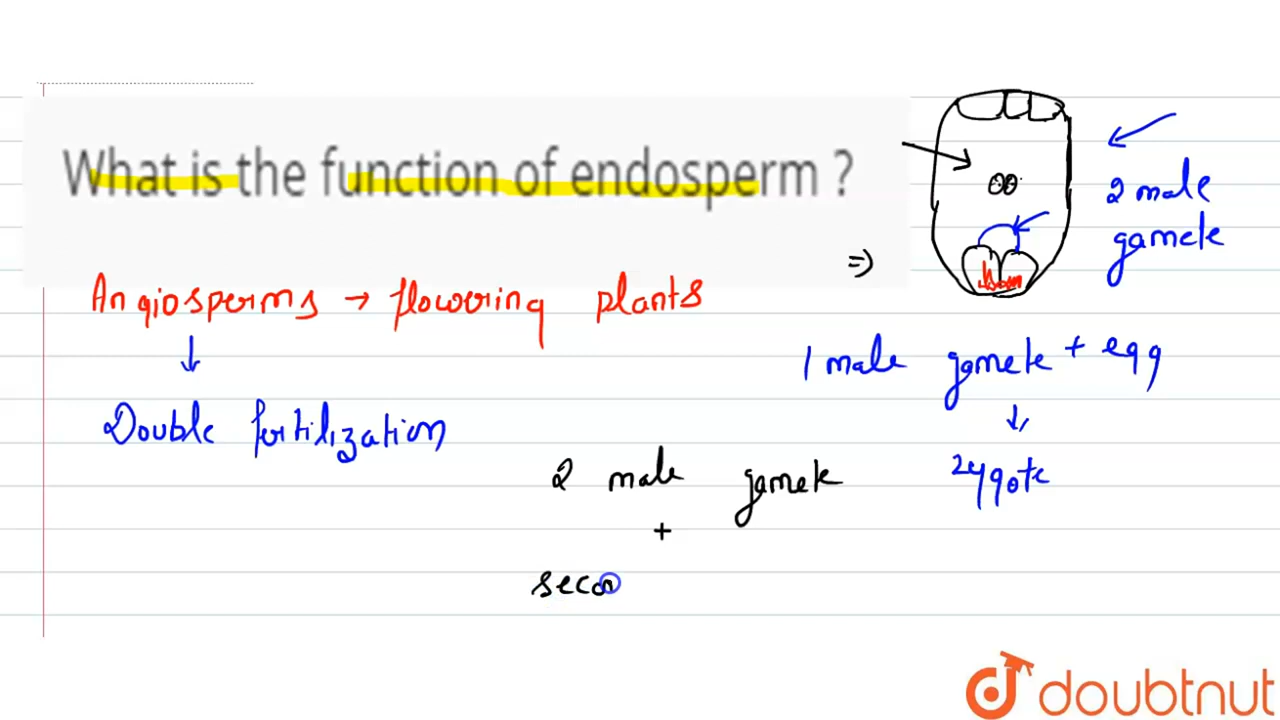 What is the function of endosperm ?
Angiosperms → flowering plants
↓
Double fertilization
2 male
gamete
⇒
1 male gamete + egg
↓
zygote
2 male gamete
+
seco
doubtnut